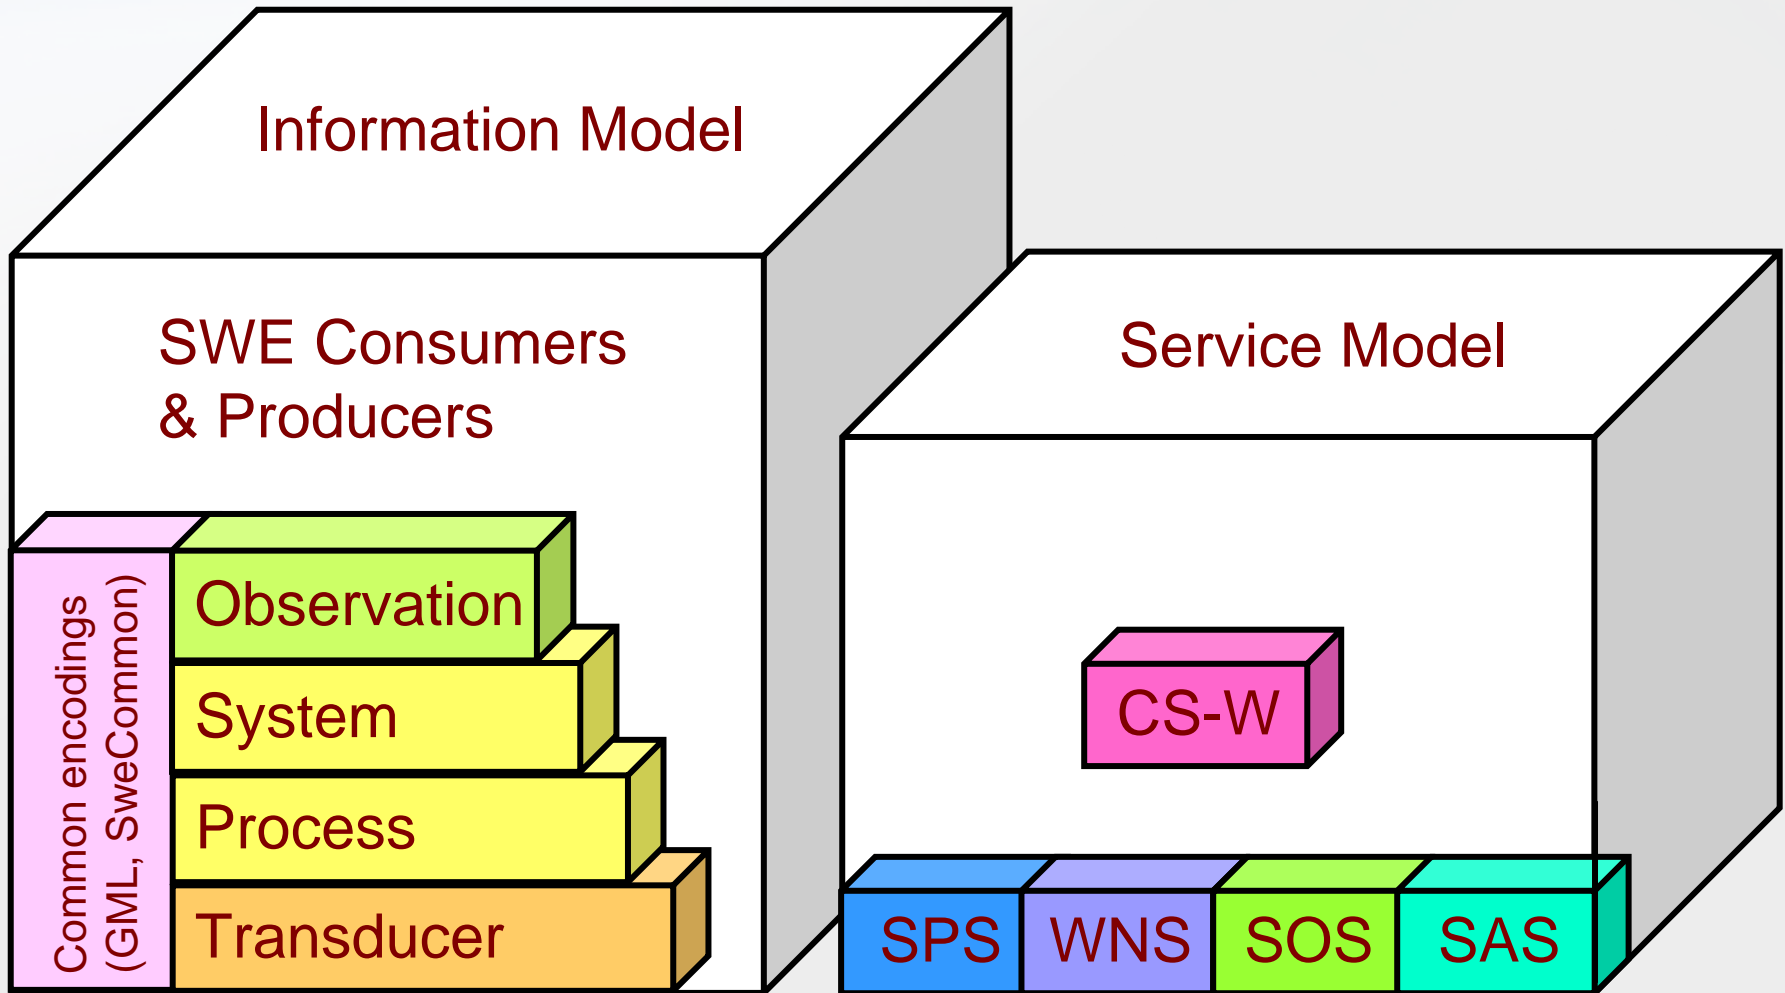 Information Model
SWE Consumers
& Producers
Common encodings
(GML, SweCommon)
Observation
System
Process
Transducer
Service Model
CS-W
SPS
WNS
SOS
SAS